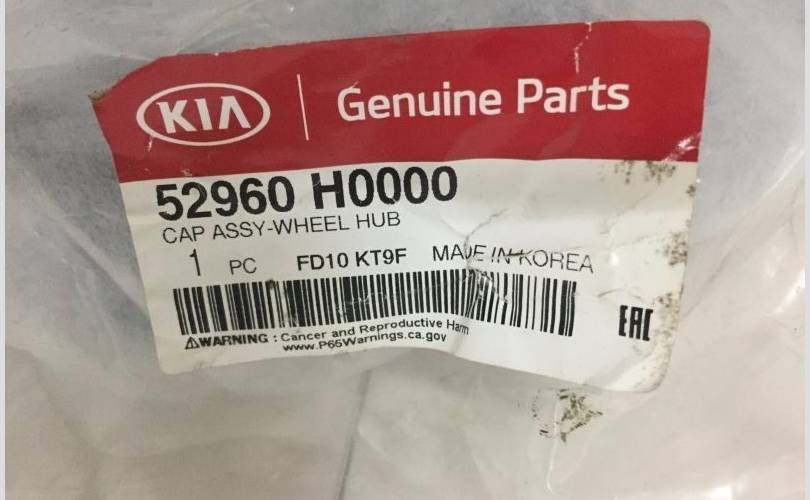 KIA Genuine Parts
52960 H0000
CAP ASSY-WHEEL HUB
1 PC FD10 KT9F MADE IN KOREA
⚠WARNING : Cancer and Reproductive Harm
www.P65Warnings.ca.gov
EAC